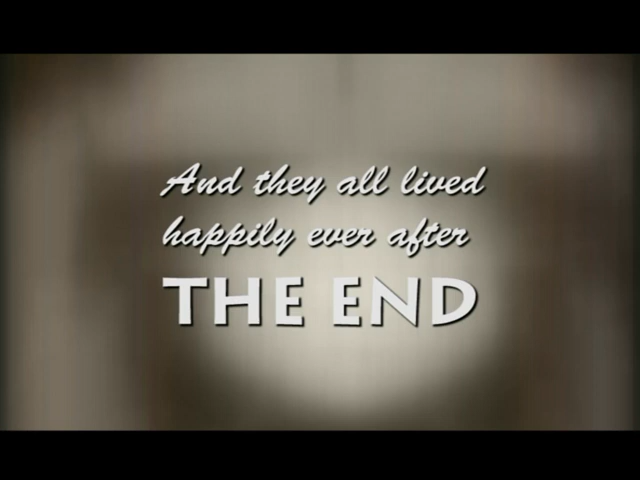 And they all lived
happily ever after
THE END